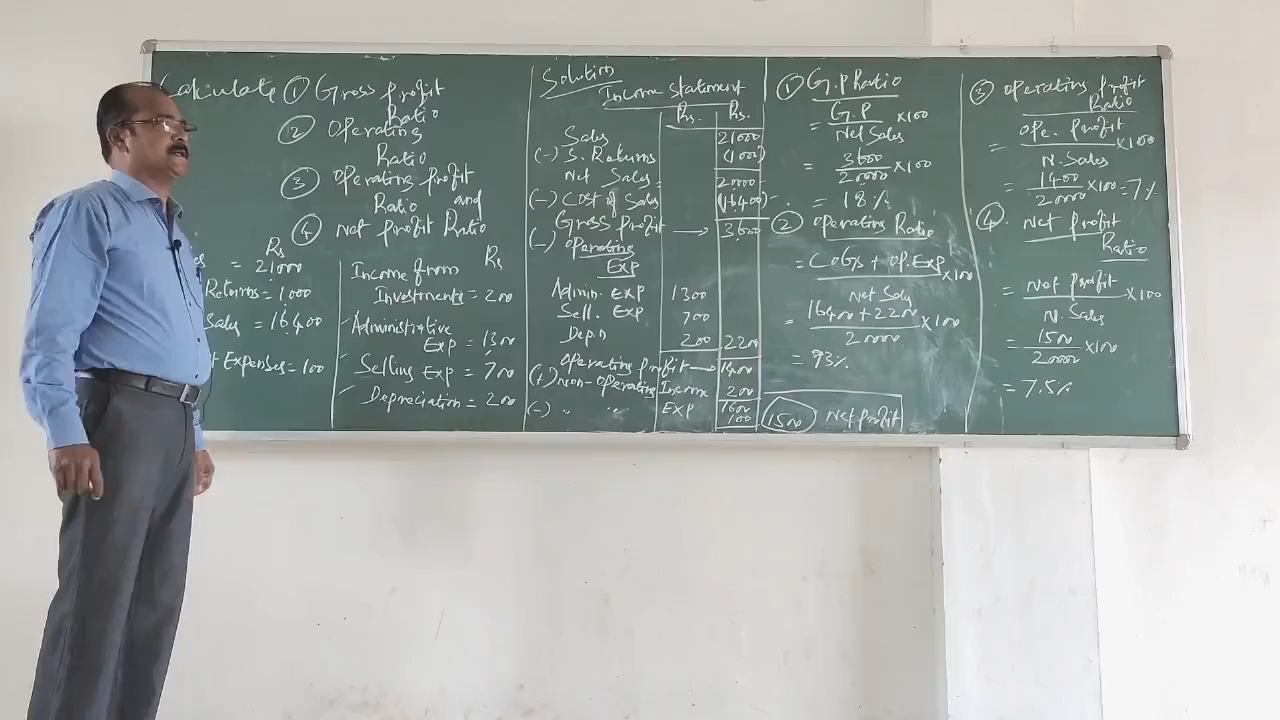 Calculate ① Gross profit
Ratio
② Operating
Ratio
③ Operating profit
Ratio and
④ Net profit Ratio
Rs
= 21000
Returns = 1000
Sales = 16400
Expenses = 100
Rs
Income from
Investments = 200
Administrative
Exp = 1300
Selling Exp = 700
Depreciation = 200
Solution
Income statement
Rs. Rs.
Sales 21000
(-) S. Returns (1000)
Net Sales 20000
(-) Cost of Sales (16400)
Gross profit → 3600
(-) Operating
Exp
Admin. Exp 1300
Sell. Exp 700
Dep.n 200 2200
Operating profit → 1400
(+) non-operating Income 200
1600
(-) " " Exp 100
1500 Net profit
① G.P Ratio
= G.P / Net Sales ×100
= 3600 / 20000 ×100
= 18%
② Operating Ratio
= COGS + OP. Exp / Net Sales ×100
= 16400 + 2200 / 20000 ×100
= 93%
③ Operating profit
Ratio
= Ope. profit / N. Sales ×100
= 1400 / 20000 ×100 = 7%
④ Net profit
Ratio
= Net profit / N. Sales ×100
= 1500 / 20000 ×100
= 7.5%